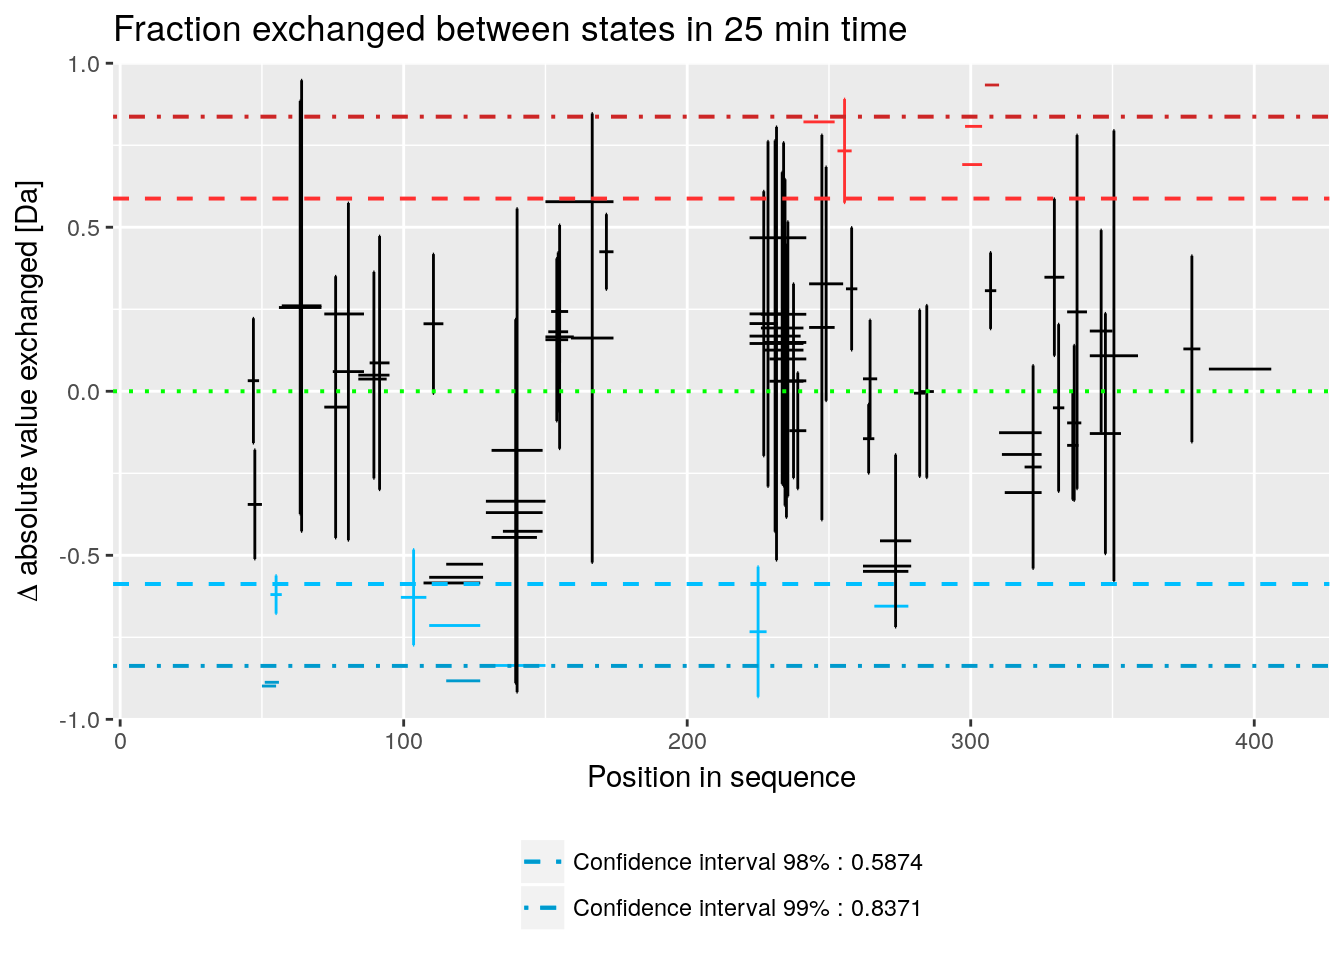 Fraction exchanged between states in 25 min time
Δ absolute value exchanged [Da]
1.0
0.5
0.0
-0.5
-1.0
0 100 200 300 400
Position in sequence
Confidence interval 98% : 0.5874
Confidence interval 99% : 0.8371